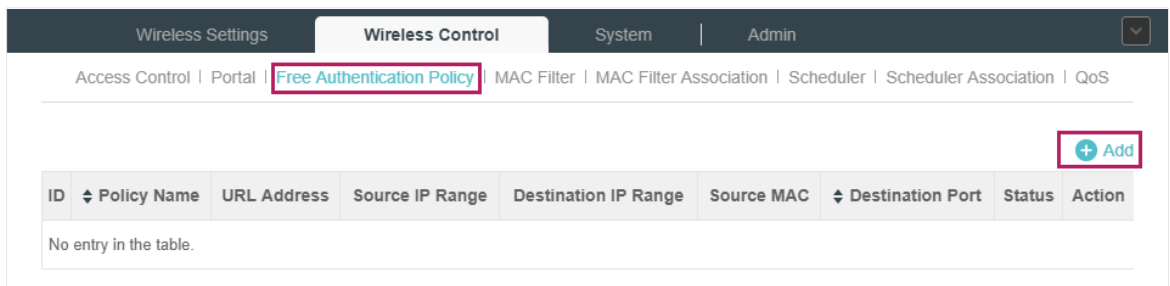 Wireless Settings Wireless Control System | Admin
Access Control | Portal | Free Authentication Policy | MAC Filter | MAC Filter Association | Scheduler | Scheduler Association | QoS
Add
ID Policy Name URL Address Source IP Range Destination IP Range Source MAC Destination Port Status Action
No entry in the table.